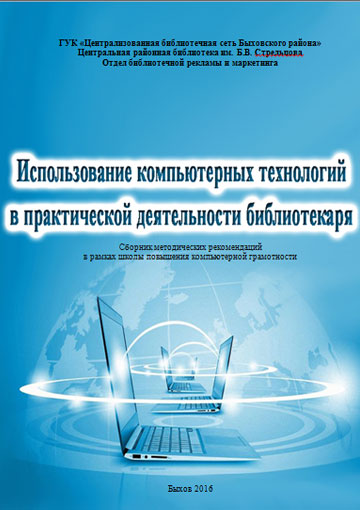 ГУК «Централизованная библиотечная сеть Быховского района»
Центральная районная библиотека им. Б.В. Стрельцова
Отдел библиотечной рекламы и маркетинга
Использование компьютерных технологий
в практической деятельности библиотекаря
Сборник методических рекомендаций
в рамках школы повышения компьютерной грамотности
Быхов 2016